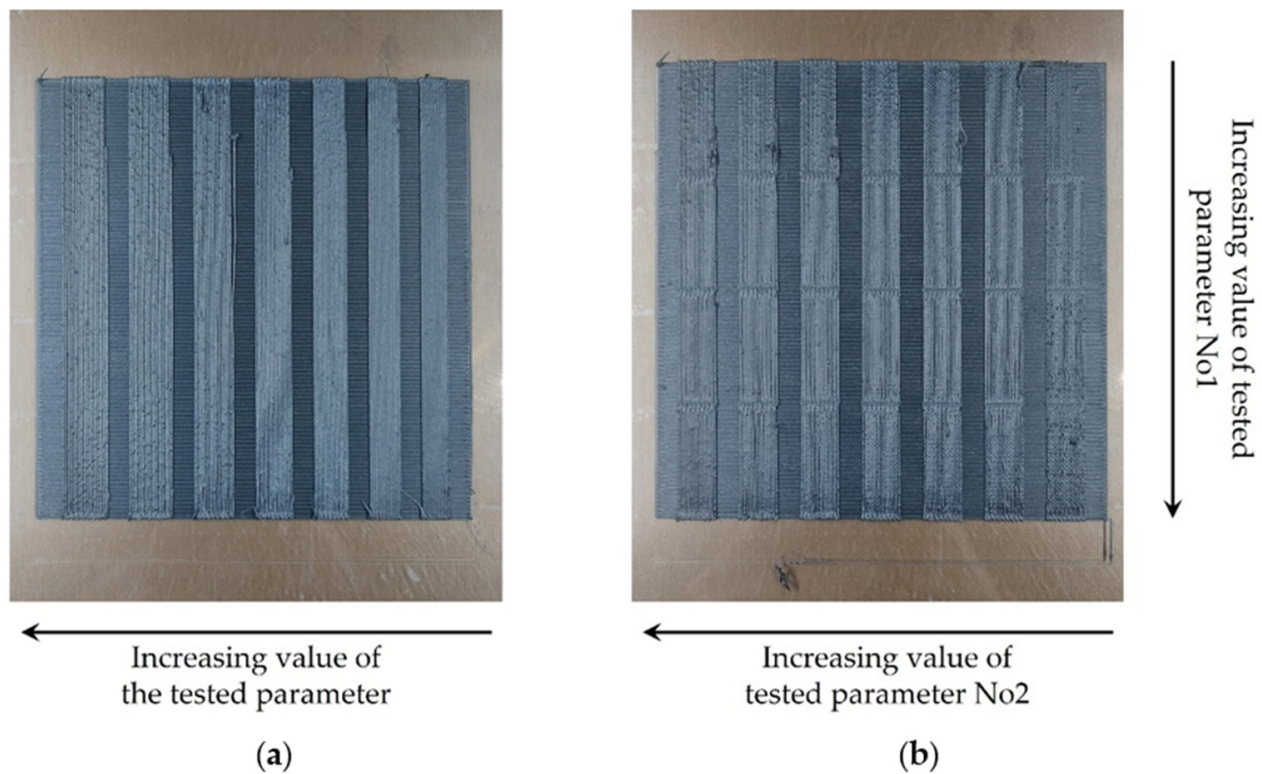 Increasing value of
the tested parameter
(a)
Increasing value of
tested parameter No2
(b)
Increasing value of tested
parameter No1